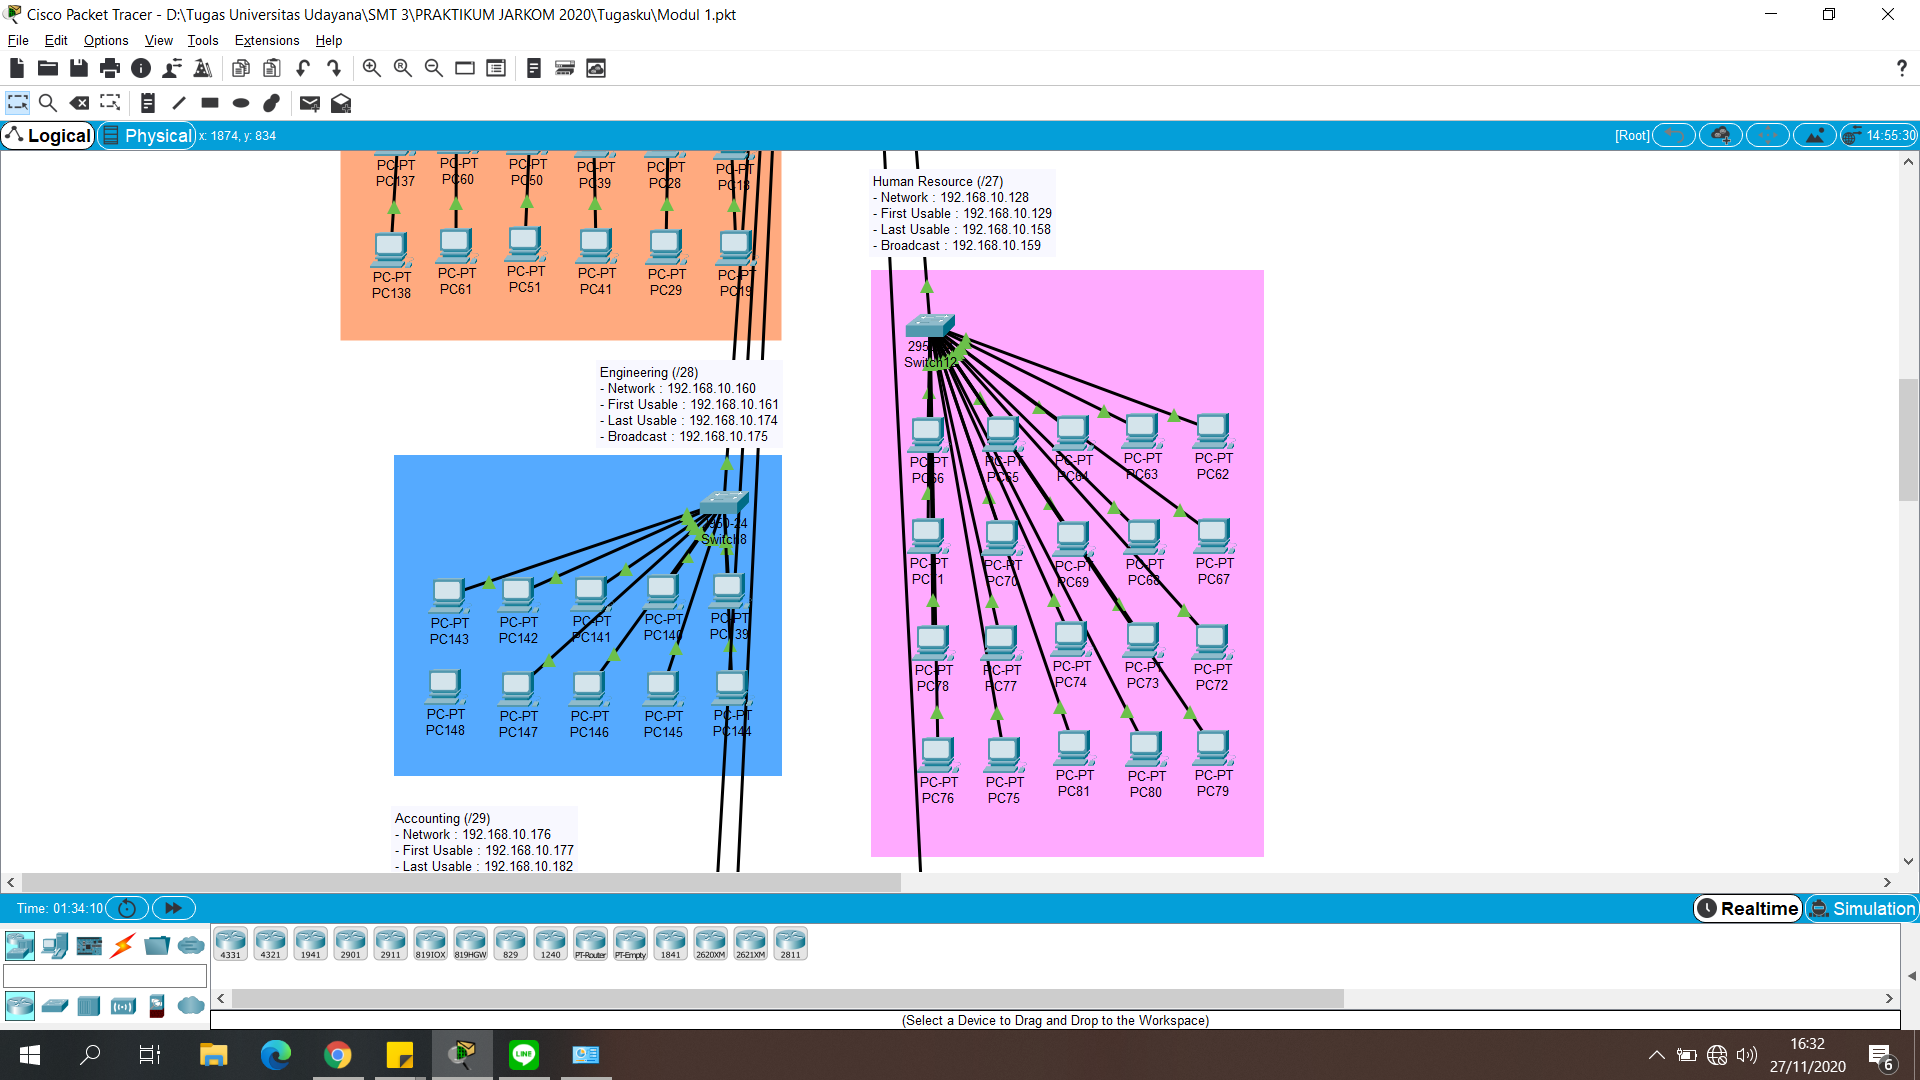 Cisco Packet Tracer - D:\Tugas Universitas Udayana\SMT 3\PRAKTIKUM JARKOM 2020\Tugasku\Modul 1.pkt
File Edit Options View Tools Extensions Help
Logical Physical x: 1874, y: 834 [Root] 14:55:30
PC-PT PC-PT PC-PT PC-PT PC-PT PC-PT
PC137 PC60 PC50 PC39 PC28 PC18
PC-PT PC-PT PC-PT PC-PT PC-PT PC-PT
PC138 PC61 PC51 PC41 PC29 PC19
Human Resource (/27)
- Network : 192.168.10.128
- First Usable : 192.168.10.129
- Last Usable : 192.168.10.158
- Broadcast : 192.168.10.159
Engineering (/28)
- Network : 192.168.10.160
- First Usable : 192.168.10.161
- Last Usable : 192.168.10.174
- Broadcast : 192.168.10.175
2950-24
Switch8
PC-PT PC-PT PC-PT PC-PT PC-PT
PC143 PC142 PC141 PC140 PC139
PC-PT PC-PT PC-PT PC-PT PC-PT
PC148 PC147 PC146 PC145 PC144
Switch12
PC-PT PC-PT PC-PT PC-PT PC-PT
PC66 PC65 PC64 PC63 PC62
PC-PT PC-PT PC-PT PC-PT PC-PT
PC71 PC70 PC69 PC68 PC67
PC-PT PC-PT PC-PT PC-PT PC-PT
PC78 PC77 PC74 PC73 PC72
PC-PT PC-PT PC-PT PC-PT PC-PT
PC76 PC75 PC81 PC80 PC79
Accounting (/29)
- Network : 192.168.10.176
- First Usable : 192.168.10.177
- Last Usable : 192.168.10.182
Time: 01:34:10 Realtime Simulation
4331 4321 1941 2901 2911 819IOX 819HGW 829 1240 PT-Router PT-Empty 1841 2620XM 2621XM 2811
(Select a Device to Drag and Drop to the Workspace)
LINE
16:32
27/11/2020
6